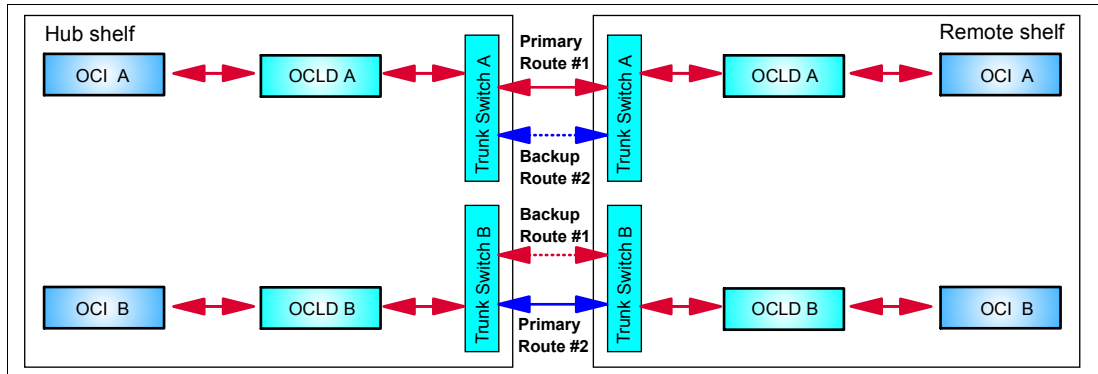 Hub shelf
Remote shelf
OCI A
OCLD A
Trunk Switch A
Primary
Route #1
Backup
Route #2
Trunk Switch A
OCLD A
OCI A
OCI B
OCLD B
Trunk Switch B
Backup
Route #1
Primary
Route #2
Trunk Switch B
OCLD B
OCI B